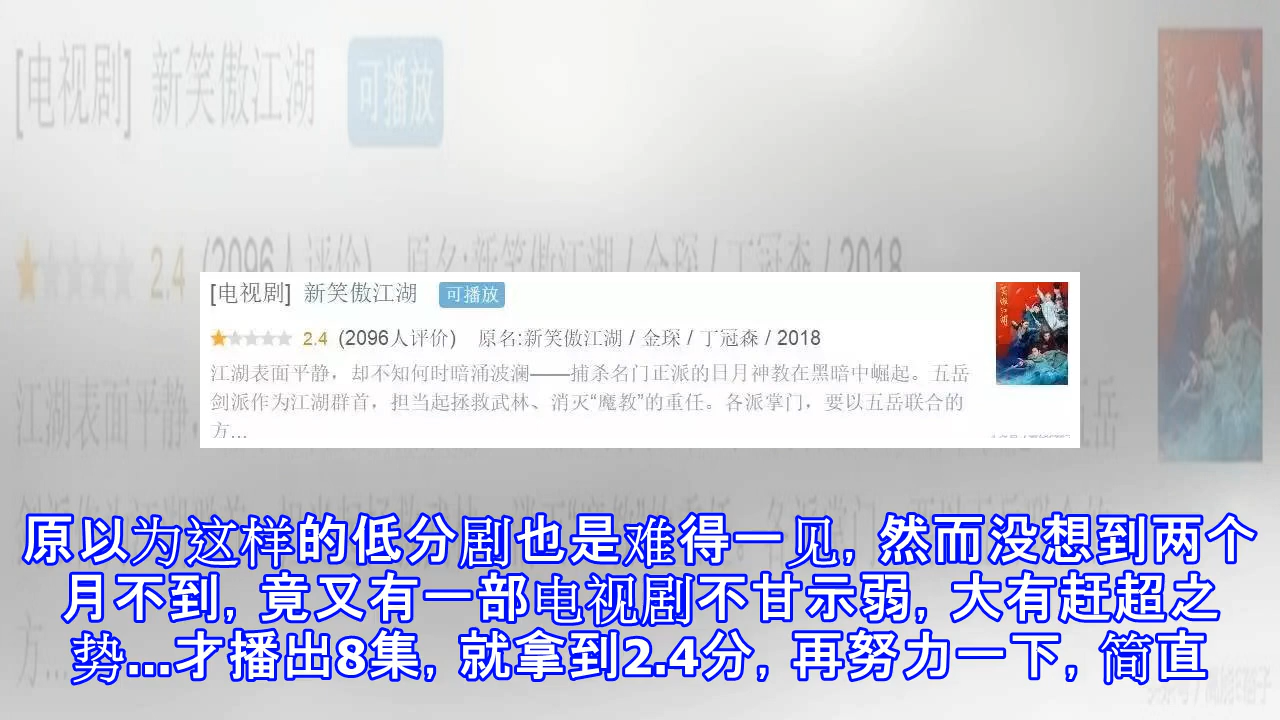 [电视剧] 新笑傲江湖 可播放
2.4 (2096人评价) 原名:新笑傲江湖 / 金琛 / 丁冠森 / 2018
江湖表面平静，却不知何时暗涌波澜——捕杀名门正派的日月神教在黑暗中崛起。五岳
剑派作为江湖群首，担当起拯救武林、消灭“魔教”的重任。各派掌门，要以五岳联合的
方...
笑傲江湖
原以为这样的低分剧也是难得一见, 然而没想到两个
月不到, 竟又有一部电视剧不甘示弱, 大有赶超之
势...才播出8集, 就拿到2.4分, 再努力一下, 简直